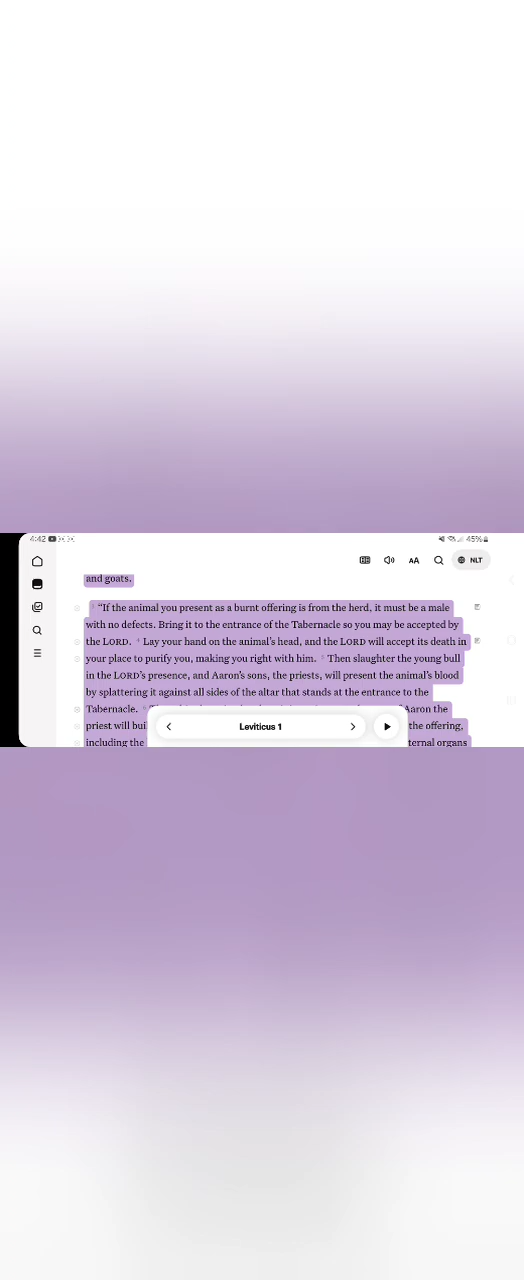 4:42
45%
AA
NLT
and goats.
3 “If the animal you present as a burnt offering is from the herd, it must be a male
with no defects. Bring it to the entrance of the Tabernacle so you may be accepted by
the LORD. 4 Lay your hand on the animal’s head, and the LORD will accept its death in
your place to purify you, making you right with him. 5 Then slaughter the young bull
in the LORD’s presence, and Aaron’s sons, the priests, will present the animal’s blood
by splattering it against all sides of the altar that stands at the entrance to the
Tabernacle. Aaron the
priest will the offering,
including the ternal organs
Leviticus 1